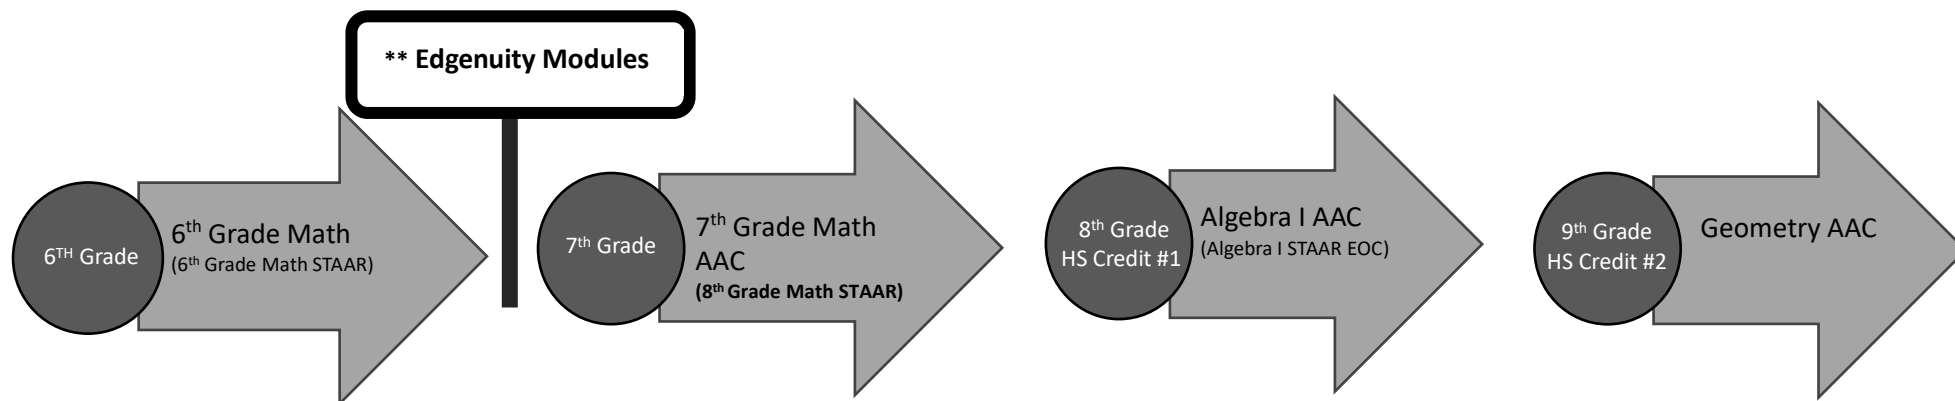 ** Edgenuity Modules
6TH Grade
6th Grade Math
(6th Grade Math STAAR)
7th Grade
7th Grade Math
AAC
(8th Grade Math STAAR)
8th Grade
HS Credit #1
Algebra I AAC
(Algebra I STAAR EOC)
9th Grade
HS Credit #2
Geometry AAC